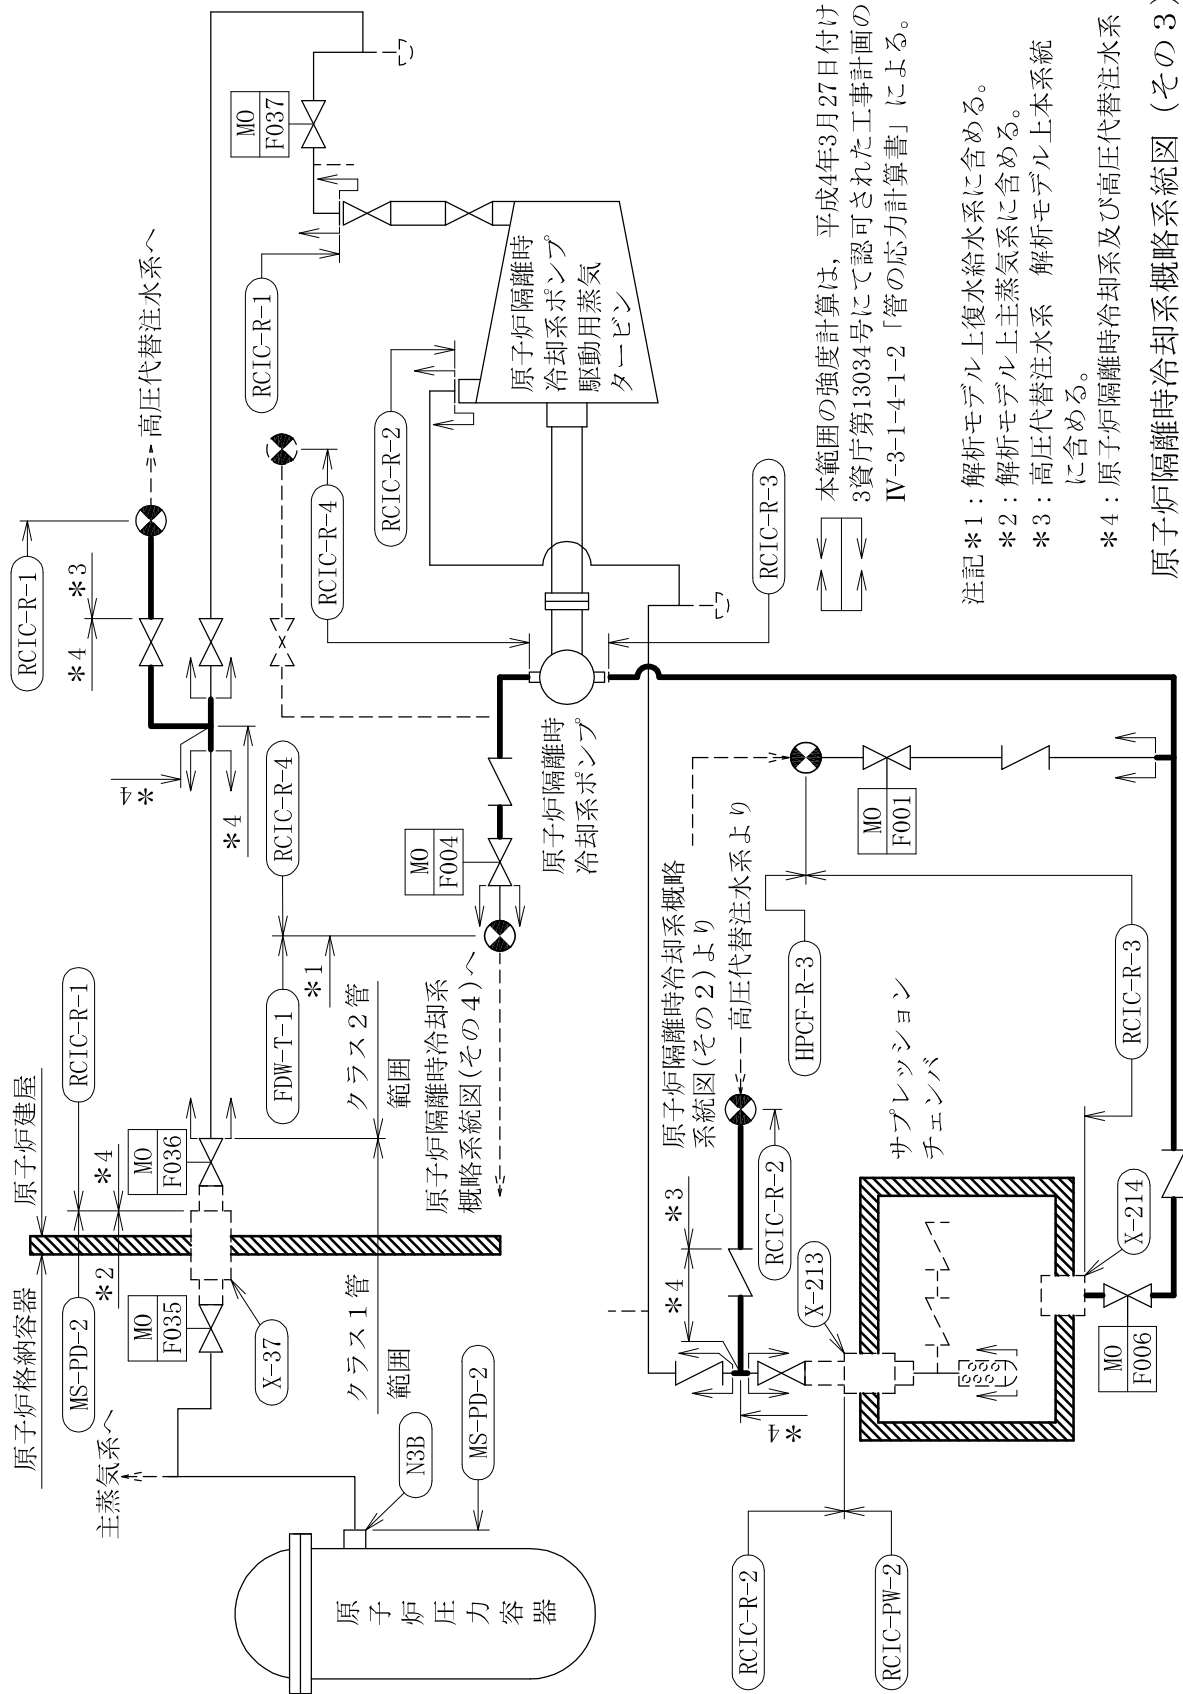 原子炉格納容器
原子炉建屋
MS-PD-2
RCIC-R-1
*2
*4
主蒸気系へ
MO
F035
MO
F036
X-37
クラス1管
範囲
クラス2管
範囲
N3B
MS-PD-2
原子炉圧力容器
*4
*4
*4
*3
RCIC-R-1
高圧代替注水系へ
MO
F037
RCIC-R-1
FDW-T-1
RCIC-R-4
*1
原子炉隔離時冷却系
概略系統図(その4)へ
MO
F004
原子炉隔離時
冷却系ポンプ
RCIC-R-4
RCIC-R-2
原子炉隔離時
冷却系ポンプ
駆動用蒸気
タービン
RCIC-R-3
RCIC-R-2
RCIC-PW-2
*4
*4
*3
RCIC-R-2
X-213
高圧代替注水系より
原子炉隔離時冷却系概略
系統図(その2)より
HPCF-R-3
MO
F001
サプレッション
チェンバ
RCIC-R-3
X-214
MO
F006
本範囲の強度計算は，平成4年3月27日付け
3資庁第13034号にて認可された工事計画の
Ⅳ-3-1-4-1-2「管の応力計算書」による。
注記*1：解析モデル上復水給水系に含める。
*2：解析モデル上主蒸気系に含める。
*3：高圧代替注水系　解析モデル上本系統
に含める。
*4：原子炉隔離時冷却系及び高圧代替注水系
原子炉隔離時冷却系概略系統図（その3）